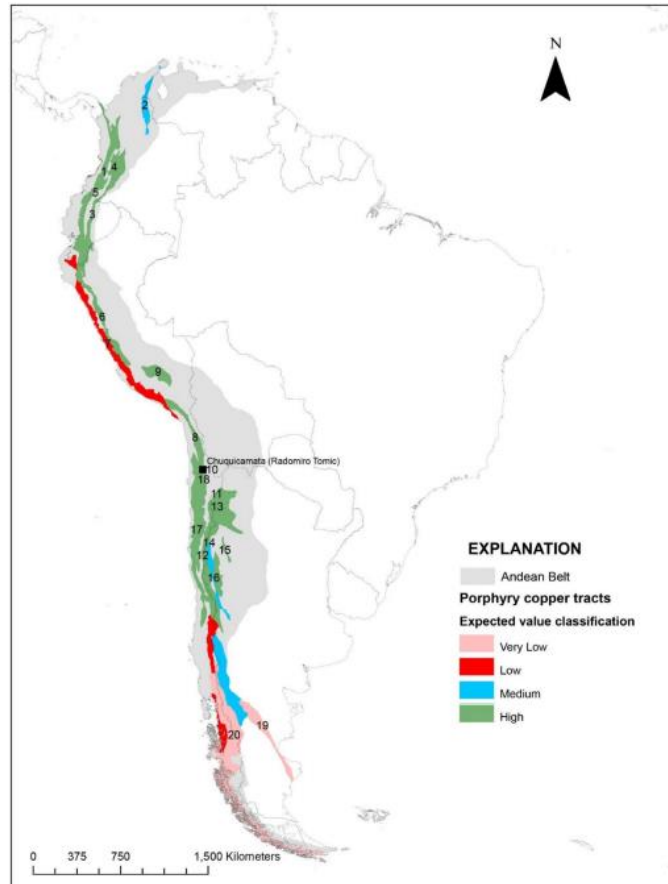 N
2
1
4
5
3
6
7
9
8
Chuquicamata (Radomiro Tomic)
10
18
11
13
17
14
12
15
16
19
20
EXPLANATION
Andean Belt
Porphyry copper tracts
Expected value classification
Very Low
Low
Medium
High
0 375 750 1,500 Kilometers